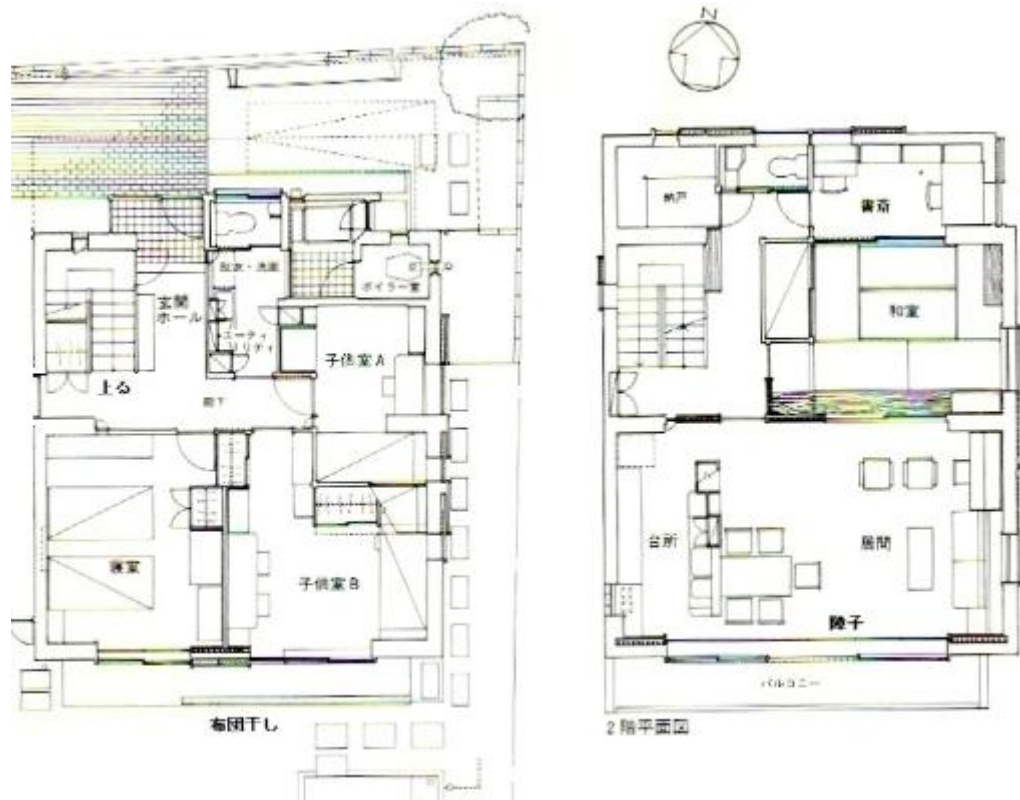 N
納戸
書斎
脱衣・洗面
ボイラー室
玄関
ホール
ユーティ
リティ
和室
子供室A
上る
廊下
台所
居間
寝室
子供室B
障子
バルコニー
布団干し
2階平面図